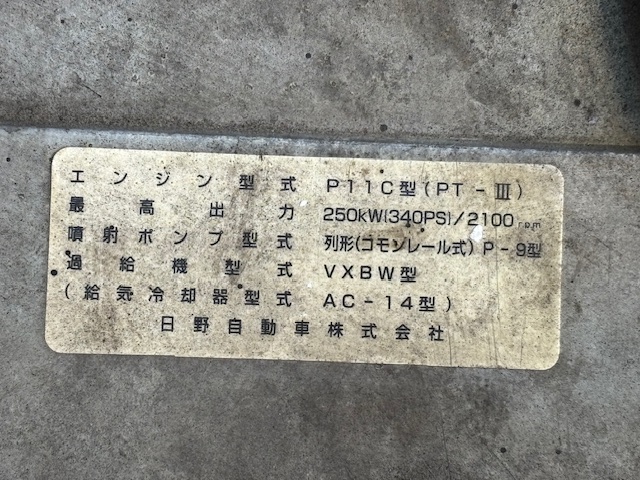 エンジン型式 P11C型(PT-Ⅲ)
最高出力 250kW(340PS)/2100rpm
噴射ポンプ型式 列形(コモンレール式)P-9型
過給機型式 VXBW型
(給気冷却器型式 AC-14型)
日野自動車株式会社